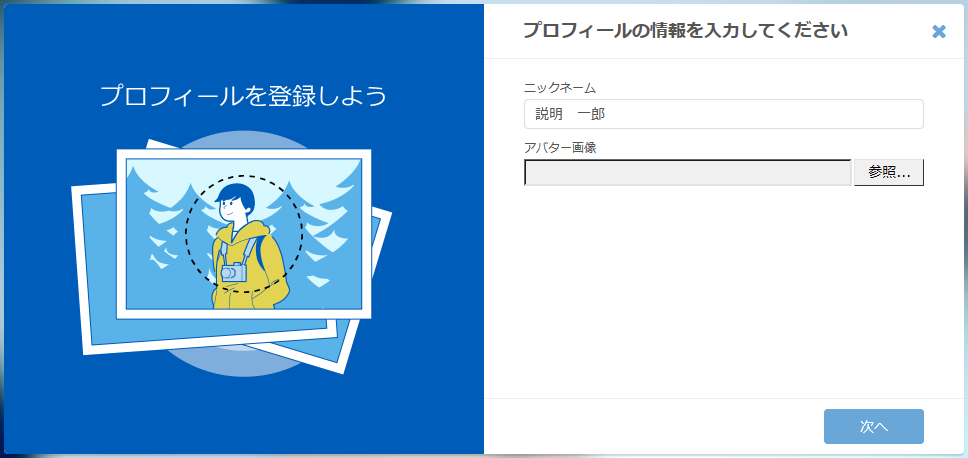 プロフィールを登録しよう
プロフィールの情報を入力してください
ニックネーム
説明　一郎
アバター画像
参照...
次へ